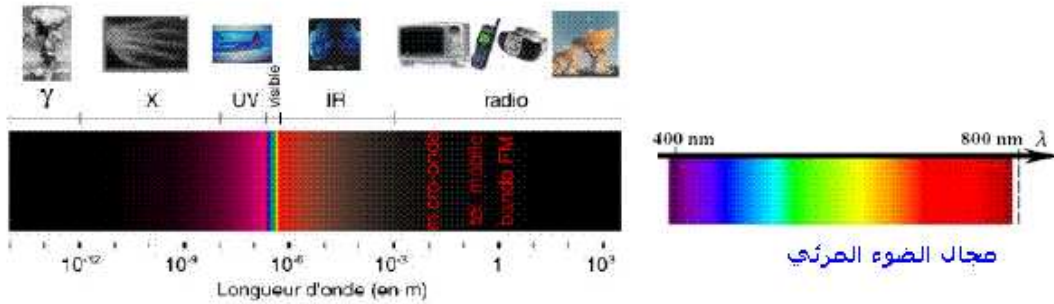 γ X UV visible IR radio
micro-onde
tél. mobile
bande FM
10⁻¹² 10⁻⁹ 10⁻⁶ 10⁻³ 1 10³
Longueur d'onde (en m)
400 nm 800 nm λ
مجال الضوء المرئي